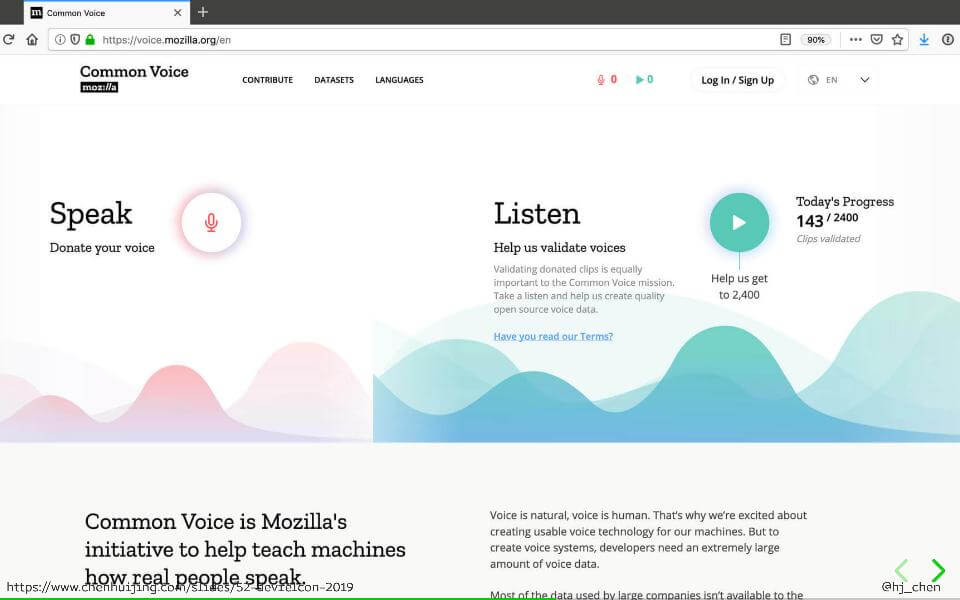 Common Voice
https://voice.mozilla.org/en
90%
Common Voice
moz://a
CONTRIBUTE
DATASETS
LANGUAGES
0
0
Log In / Sign Up
EN
Speak
Donate your voice
Listen
Help us validate voices
Validating donated clips is equally
important to the Common Voice mission.
Take a listen and help us create quality
open source voice data.
Have you read our Terms?
Help us get
to 2,400
Today's Progress
143 / 2400
Clips validated
Common Voice is Mozilla's
initiative to help teach machines
how real people speak.
Voice is natural, voice is human. That's why we're excited about
creating usable voice technology for our machines. But to
create voice systems, developers need an extremely large
amount of voice data.
Most of the data used by large companies isn't available to the
https://www.chenhuijing.com/slides/52-devrelcon-2019
@hj_chen